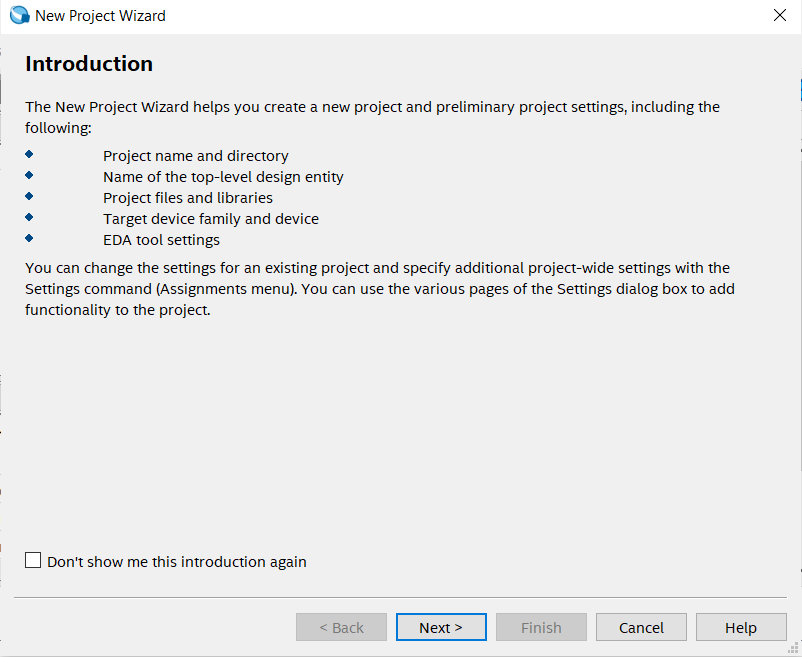 New Project Wizard
Introduction
The New Project Wizard helps you create a new project and preliminary project settings, including the
following:
Project name and directory
Name of the top-level design entity
Project files and libraries
Target device family and device
EDA tool settings
You can change the settings for an existing project and specify additional project-wide settings with the
Settings command (Assignments menu). You can use the various pages of the Settings dialog box to add
functionality to the project.
Don't show me this introduction again
< Back
Next >
Finish
Cancel
Help